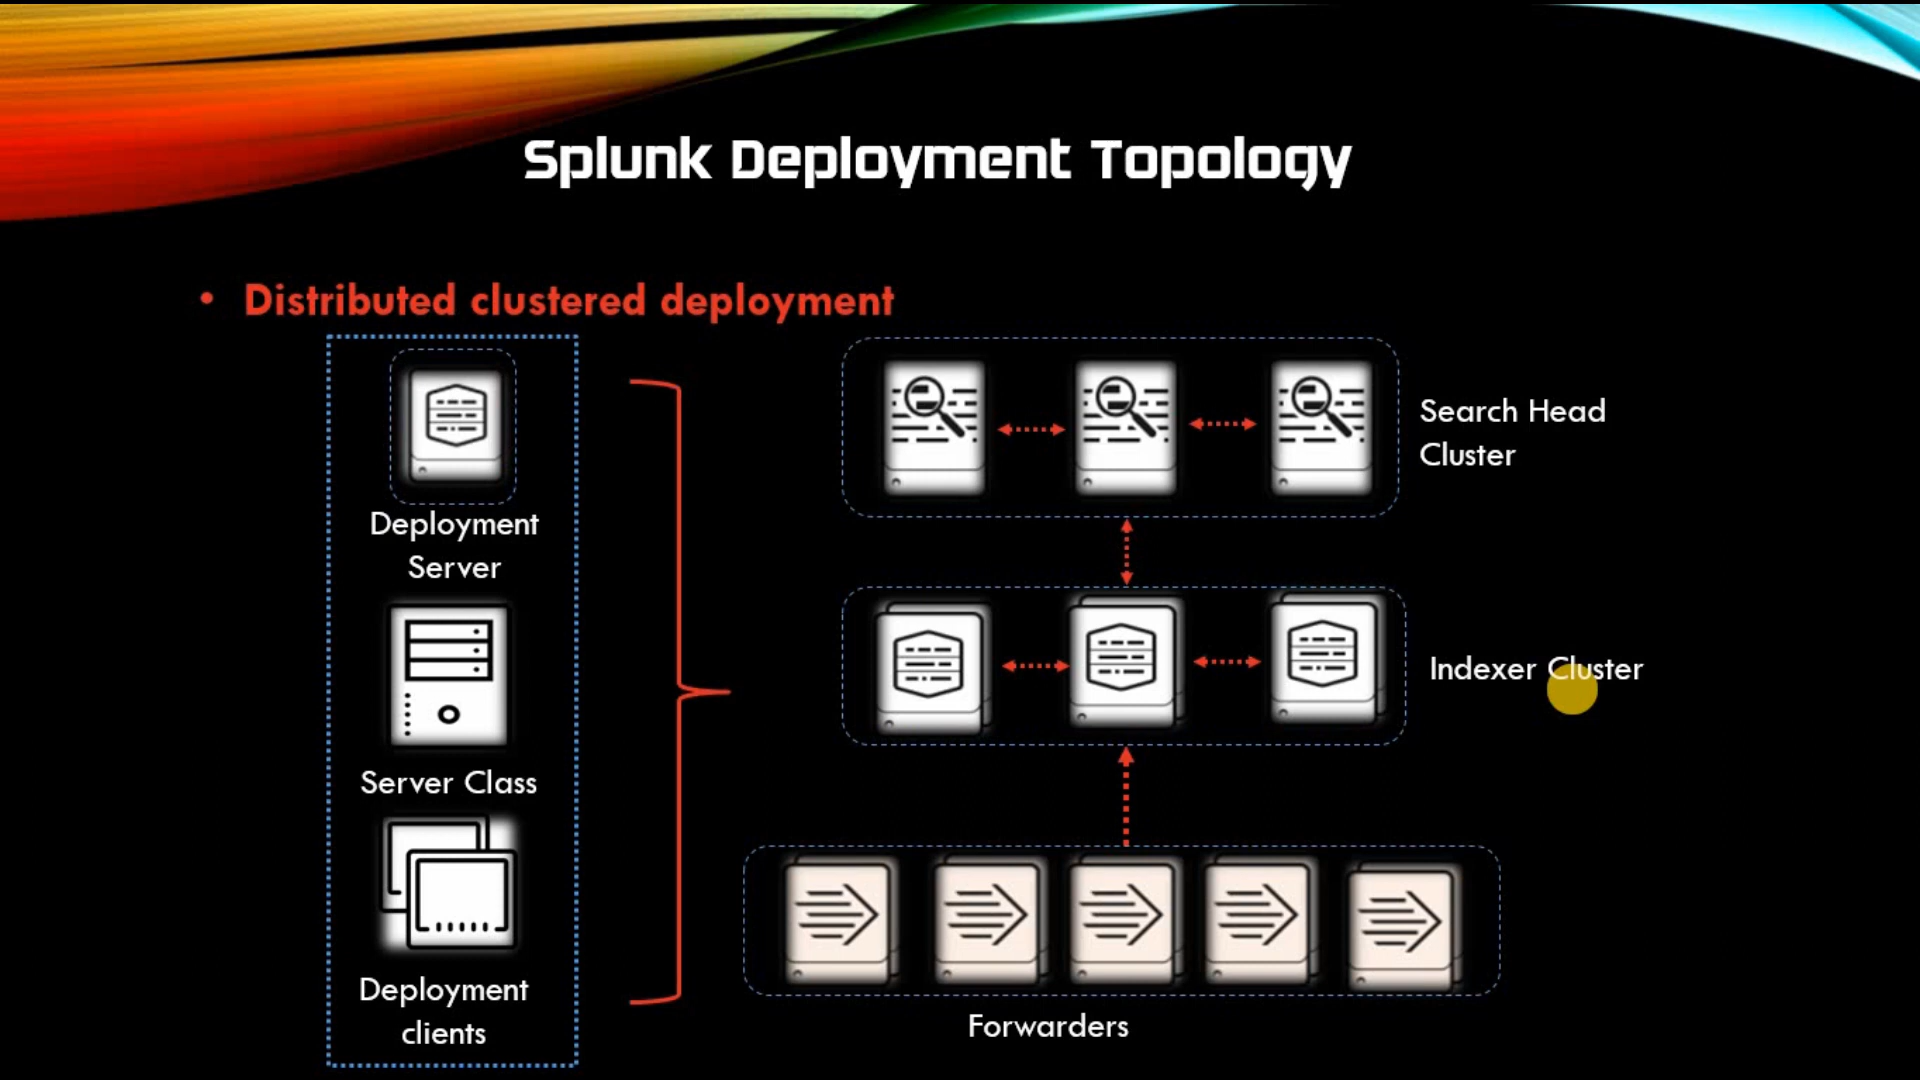 Splunk Deployment Topology
• Distributed clustered deployment
Deployment
Server
Server Class
Deployment
clients
Search Head
Cluster
Indexer Cluster
Forwarders